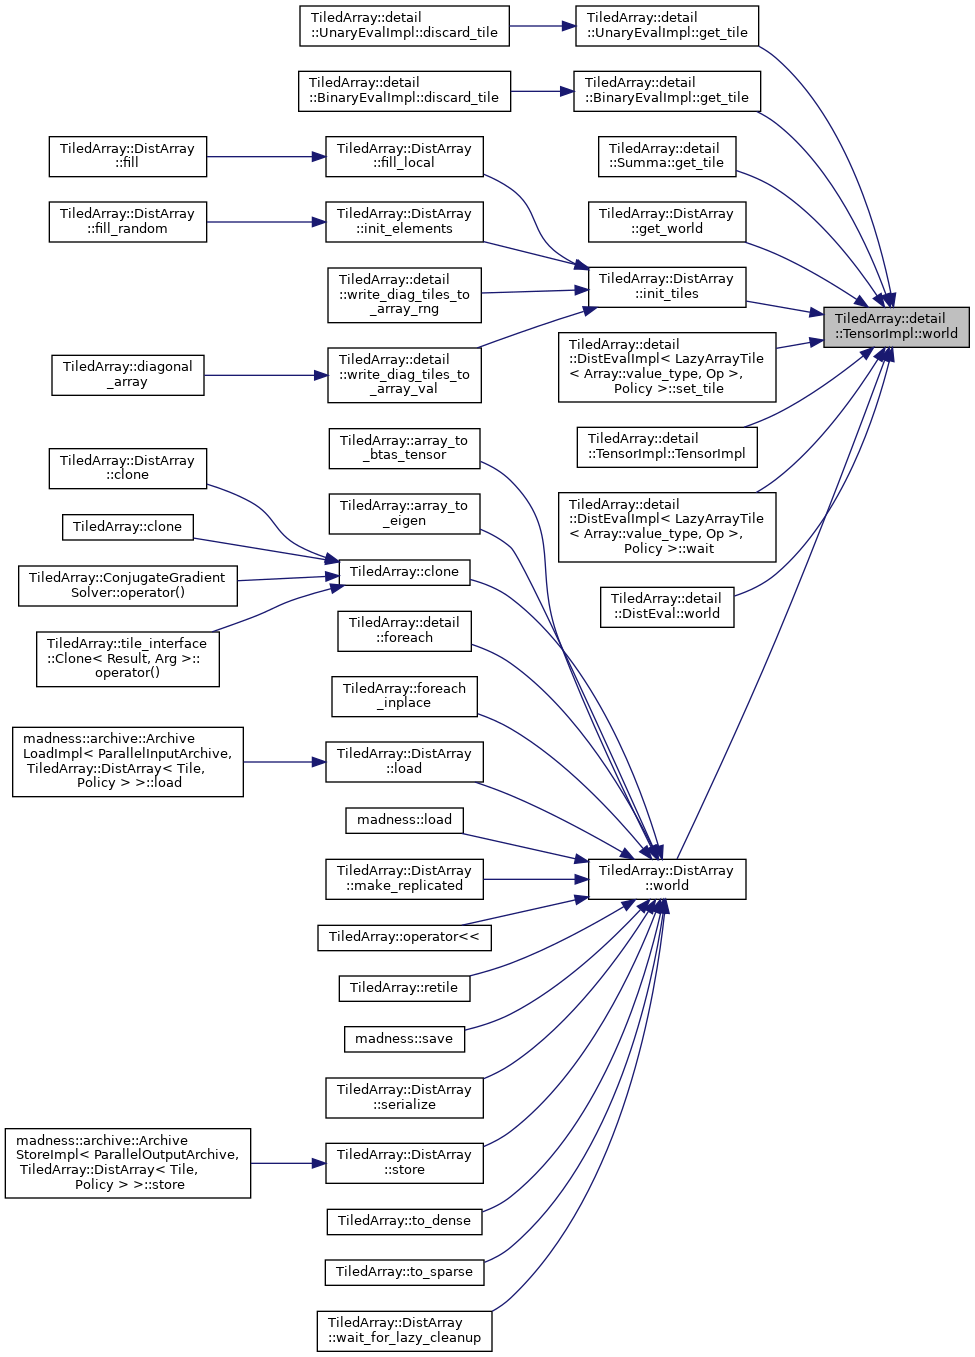 TiledArray::detail
::UnaryEvalImpl::discard_tile
TiledArray::detail
::UnaryEvalImpl::get_tile
TiledArray::detail
::BinaryEvalImpl::discard_tile
TiledArray::detail
::BinaryEvalImpl::get_tile
TiledArray::DistArray
::fill
TiledArray::DistArray
::fill_local
TiledArray::detail
::Summa::get_tile
TiledArray::DistArray
::fill_random
TiledArray::DistArray
::init_elements
TiledArray::DistArray
::get_world
TiledArray::detail
::write_diag_tiles_to
_array_rng
TiledArray::DistArray
::init_tiles
TiledArray::detail
::TensorImpl::world
TiledArray::diagonal
_array
TiledArray::detail
::write_diag_tiles_to
_array_val
TiledArray::detail
::DistEvalImpl< LazyArrayTile
< Array::value_type, Op >,
Policy >::set_tile
TiledArray::array_to
_btas_tensor
TiledArray::detail
::TensorImpl::TensorImpl
TiledArray::DistArray
::clone
TiledArray::array_to
_eigen
TiledArray::detail
::DistEvalImpl< LazyArrayTile
< Array::value_type, Op >,
Policy >::wait
TiledArray::clone
TiledArray::clone
TiledArray::ConjugateGradient
Solver::operator()
TiledArray::detail
::DistEval::world
TiledArray::tile_interface
::Clone< Result, Arg >::
operator()
TiledArray::detail
::foreach
TiledArray::foreach
_inplace
madness::archive::Archive
LoadImpl< ParallelInputArchive,
TiledArray::DistArray< Tile,
Policy > >::load
TiledArray::DistArray
::load
madness::load
TiledArray::DistArray
::make_replicated
TiledArray::DistArray
::world
TiledArray::operator<<
TiledArray::retile
madness::save
TiledArray::DistArray
::serialize
madness::archive::Archive
StoreImpl< ParallelOutputArchive,
TiledArray::DistArray< Tile,
Policy > >::store
TiledArray::DistArray
::store
TiledArray::to_dense
TiledArray::to_sparse
TiledArray::DistArray
::wait_for_lazy_cleanup